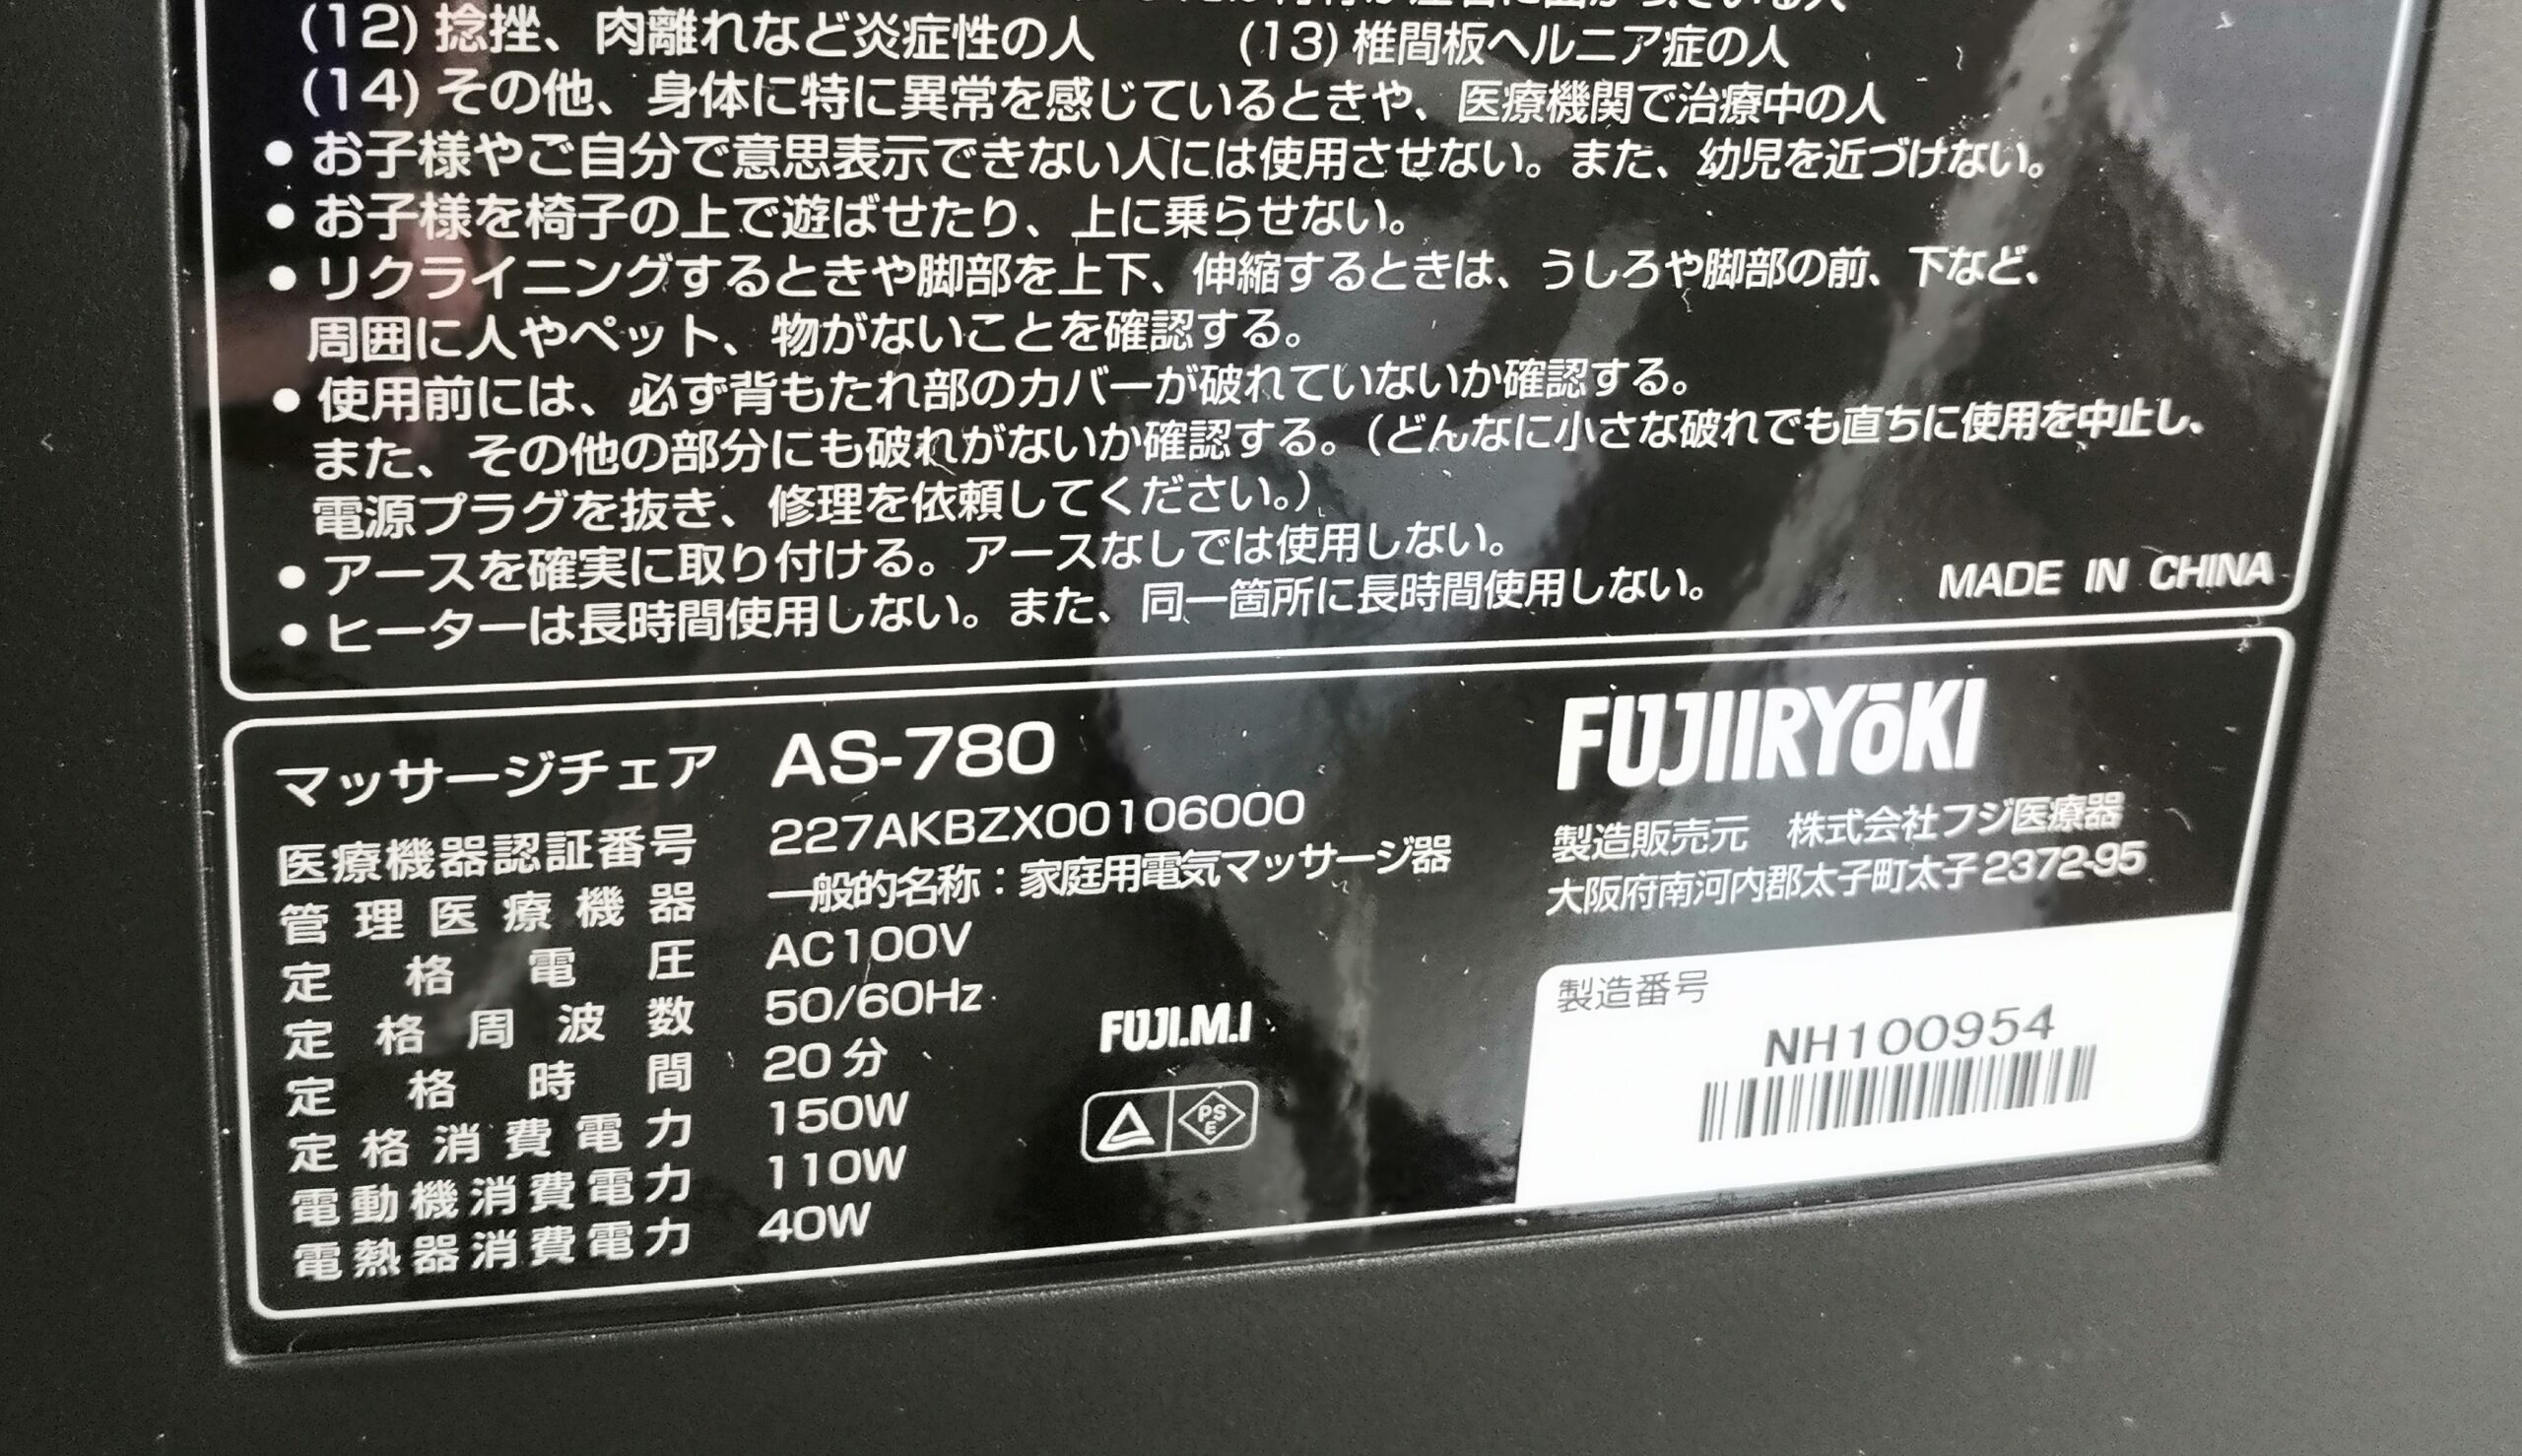 (12) 捻挫、肉離れなど炎症性の人 (13) 椎間板ヘルニア症の人
(14) その他、身体に特に異常を感じているときや、医療機関で治療中の人
● お子様やご自分で意思表示できない人には使用させない。また、幼児を近づけない。
● お子様を椅子の上で遊ばせたり、上に乗らせない。
● リクライニングするときや脚部を上下、伸縮するときは、うしろや脚部の前、下など、
周囲に人やペット、物がないことを確認する。
● 使用前には、必ず背もたれ部のカバーが破れていないか確認する。
また、その他の部分にも破れがないか確認する。(どんなに小さな破れでも直ちに使用を中止し、
電源プラグを抜き、修理を依頼してください。)
● アースを確実に取り付ける。アースなしでは使用しない。
● ヒーターは長時間使用しない。また、同一箇所に長時間使用しない。
MADE IN CHINA
マッサージチェア AS-780
医療機器認証番号 227AKBZX00106000
管理医療機器 一般的名称：家庭用電気マッサージ器
定格電圧 AC100V
定格周波数 50/60Hz
定格時間 20分
定格消費電力 150W
電動機消費電力 110W
電熱器消費電力 40W
FUJI.M.I
PS
E
FUJIIRYōKI
製造販売元 株式会社フジ医療器
大阪府南河内郡太子町太子2372-95
製造番号
NH100954